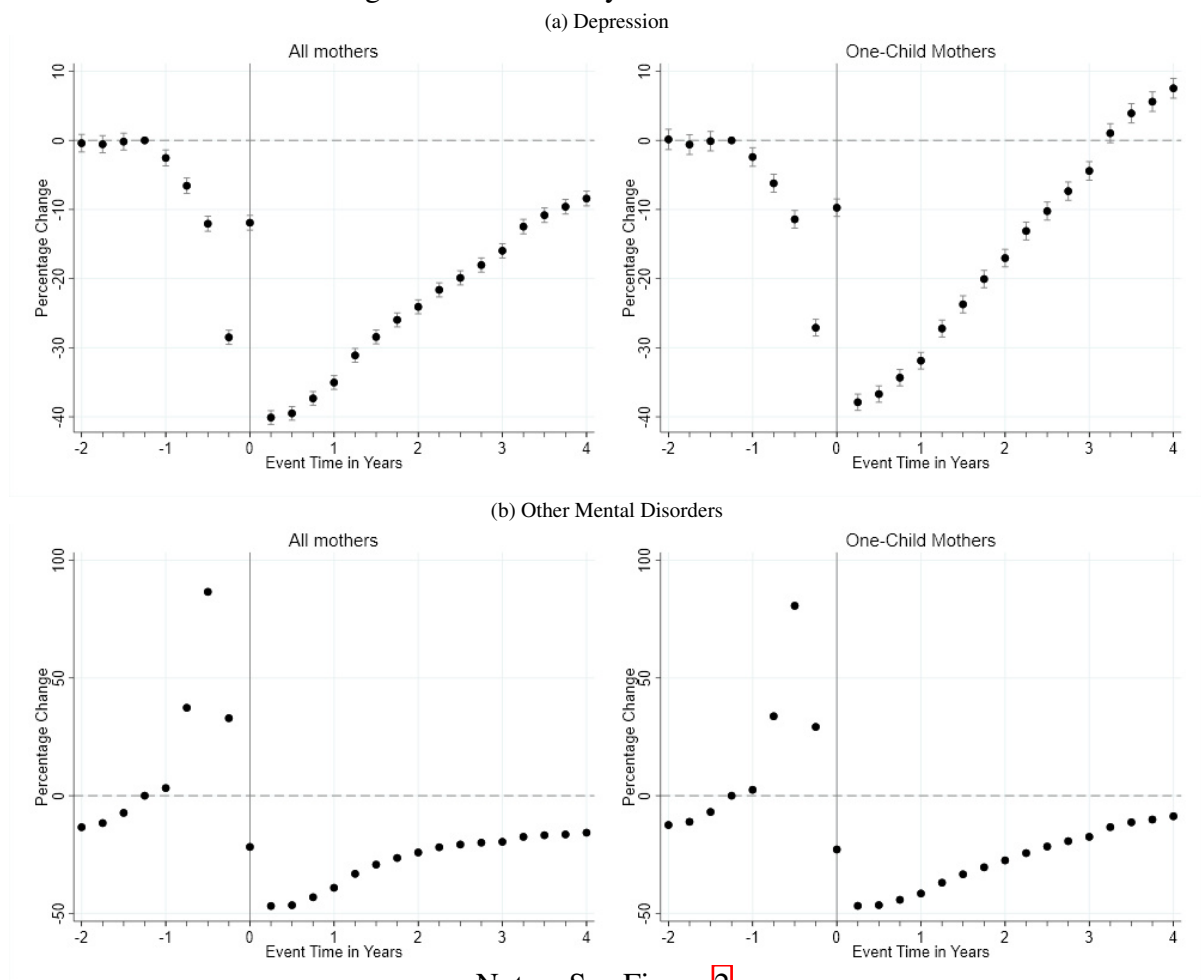 (a) Depression
All mothers
Percentage Change
10
0
-10
-20
-30
-40
-2 -1 0 1 2 3 4
Event Time in Years
One-Child Mothers
Percentage Change
10
0
-10
-20
-30
-40
-2 -1 0 1 2 3 4
Event Time in Years
(b) Other Mental Disorders
All mothers
Percentage Change
100
50
0
-50
-2 -1 0 1 2 3 4
Event Time in Years
One-Child Mothers
Percentage Change
100
50
0
-50
-2 -1 0 1 2 3 4
Event Time in Years